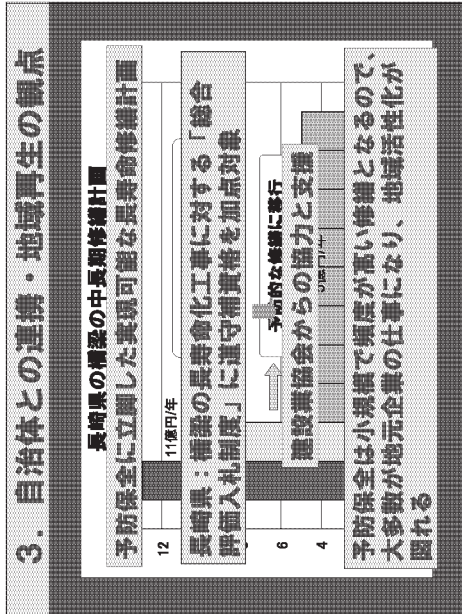 3. 自治体との連携・地域再生の観点
長崎県の橋梁の中長期修繕計画
予防保全に立脚した実現可能な長寿命修繕計画
12
11億円/年
長崎県：橋梁の長寿命化工事に対する「総合
評価入札制度」に道守補資格を加点対象
予防的な修繕に移行
6
建設業協会からの協力と支援
4
億円/年
予防保全は小規模で頻度が高い修繕となるので、
大多数が地元企業の仕事になり、地域活性化が
図れる